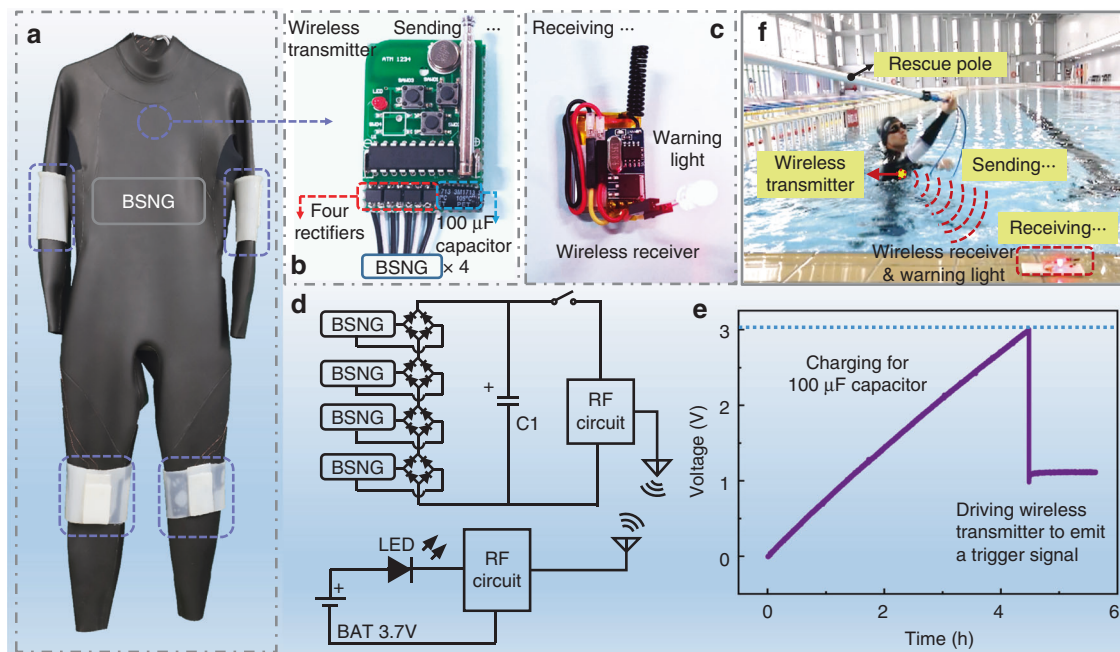 a
BSNG
Wireless
transmitter
Sending ···
ATM 1234
LED
Four
rectifiers
100 μF
capacitor
b
BSNG × 4
Receiving ···
c
Warning
light
Wireless receiver
f
Rescue pole
Wireless
transmitter
Sending···
Receiving···
Wireless receiver
& warning light
d
BSNG
BSNG
BSNG
BSNG
+
C1
RF
circuit
LED
RF
circuit
+
BAT 3.7V
e
Charging for
100 μF capacitor
Driving wireless
transmitter to emit
a trigger signal
Voltage (V)
3
2
1
0
0
2
4
6
Time (h)